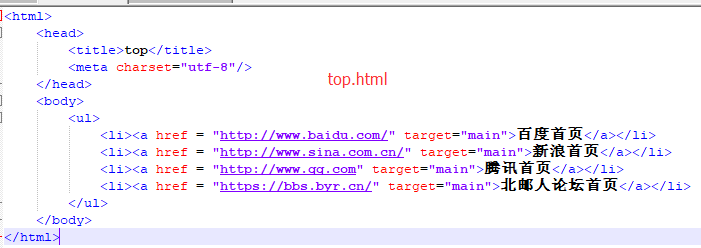 <html>
<head>
<title>top</title>
<meta charset="utf-8"/>
</head>
top.html
<body>
<ul>
<li><a href = "http://www.baidu.com/" target="main">百度首页</a></li>
<li><a href = "http://www.sina.com.cn/" target="main">新浪首页</a></li>
<li><a href = "http://www.qq.com" target="main">腾讯首页</a></li>
<li><a href = "https://bbs.byr.cn/" target="main">北邮人论坛首页</a></li>
</ul>
</body>
</html>